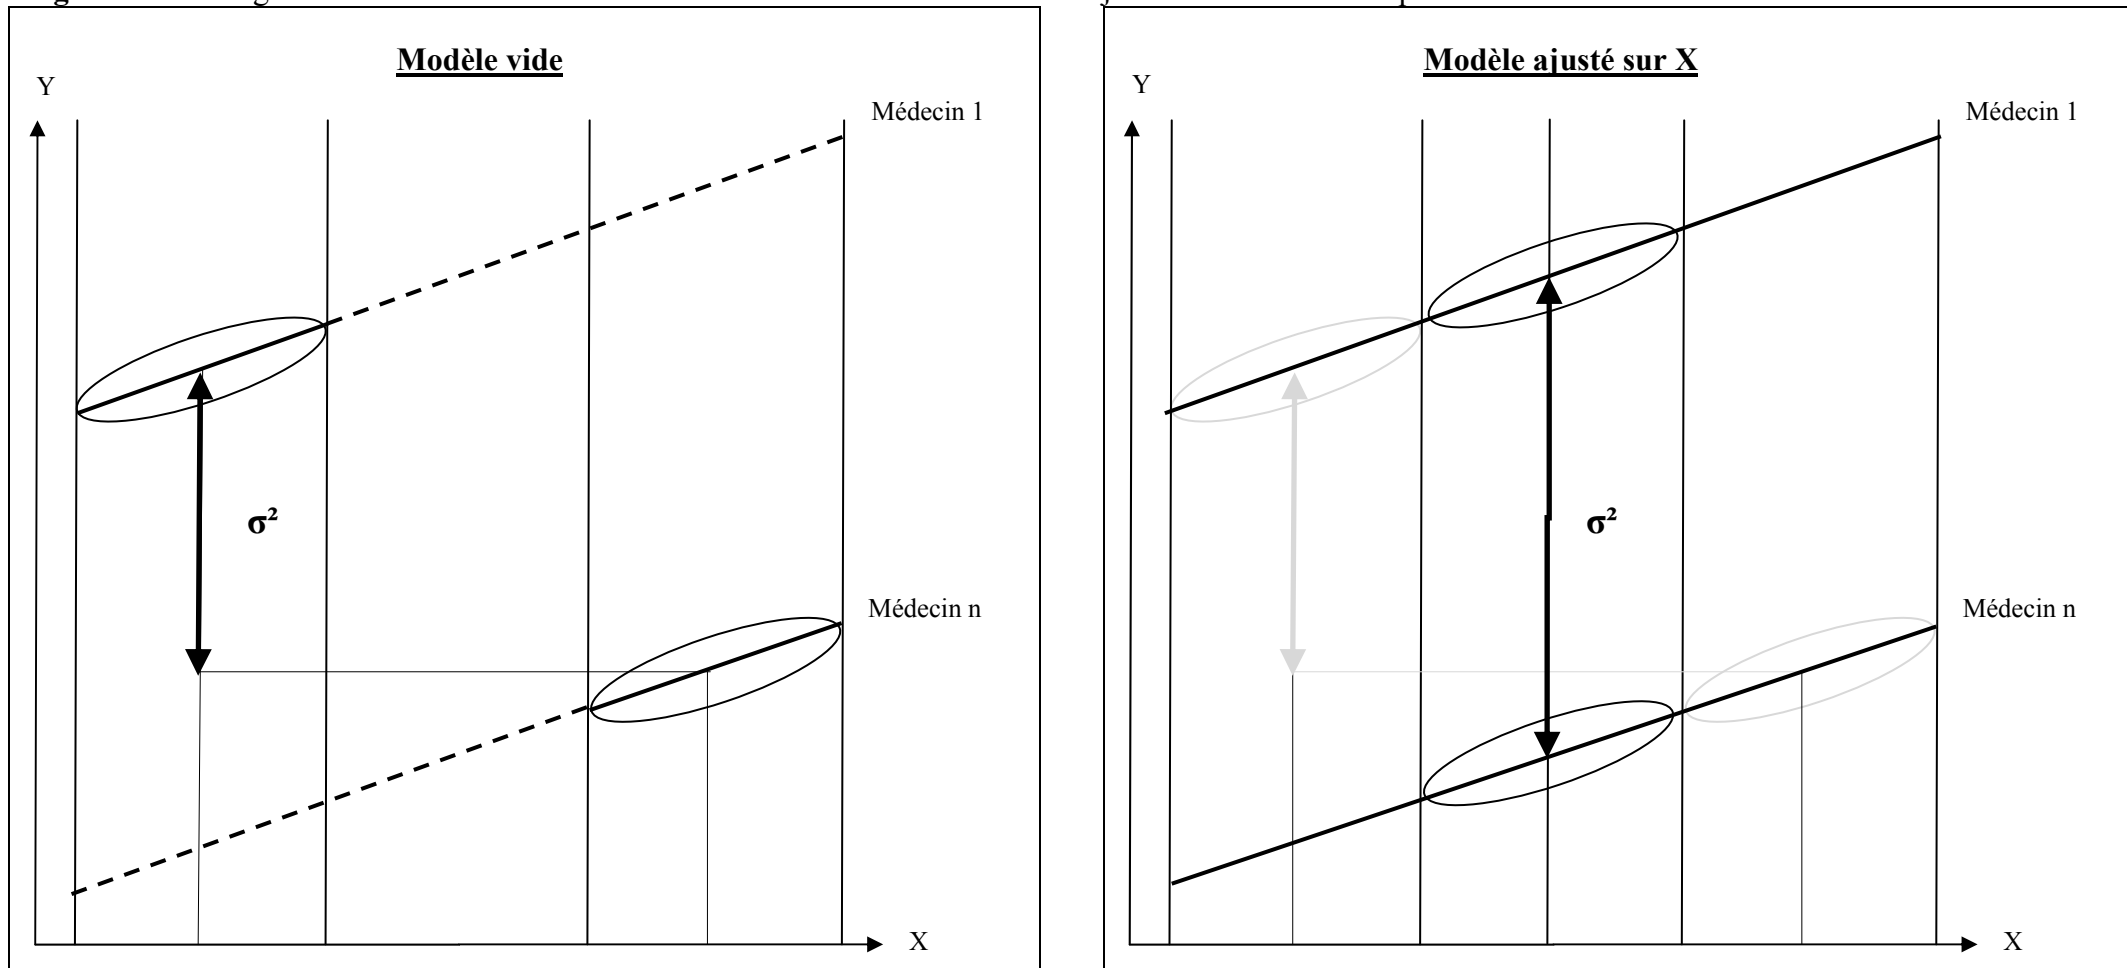 Modèle vide
Y
Médecin 1
σ²
Médecin n
X
Modèle ajusté sur X
Y
Médecin 1
σ²
Médecin n
X